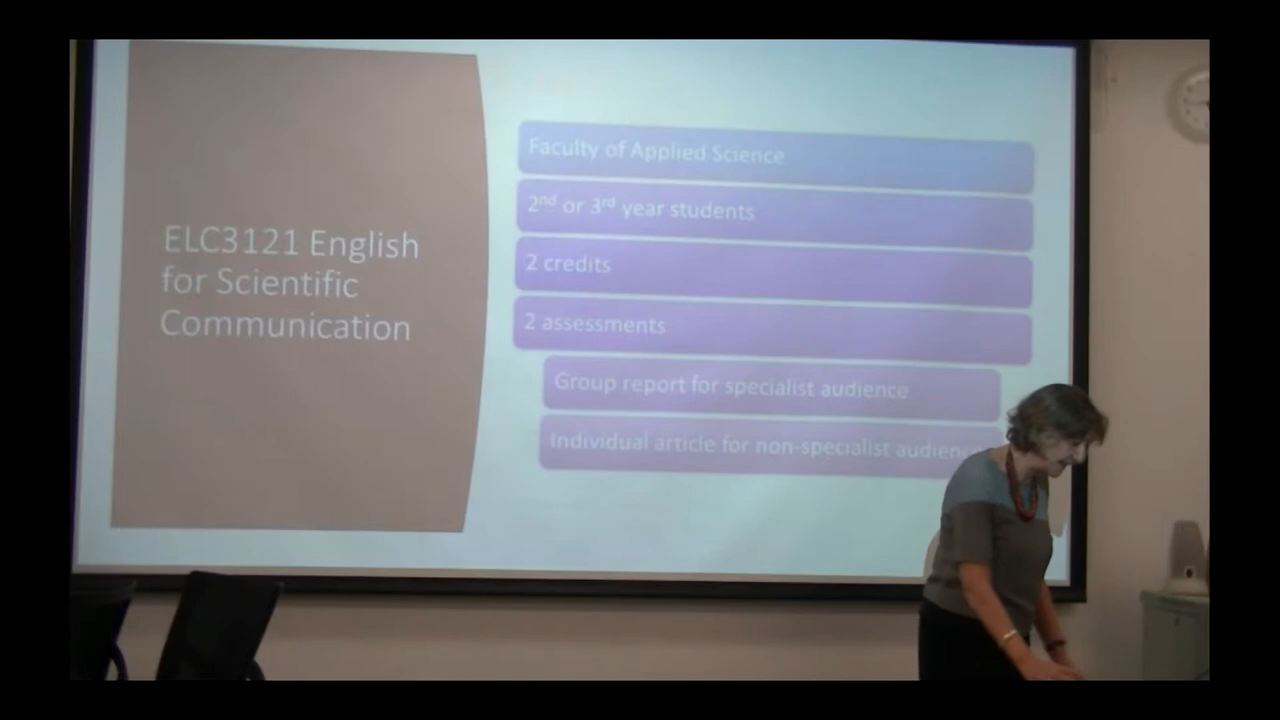 ELC3121 English
for Scientific
Communication
Faculty of Applied Science
2nd or 3rd year students
2 credits
2 assessments
Group report for specialist audience
Individual article for non-specialist